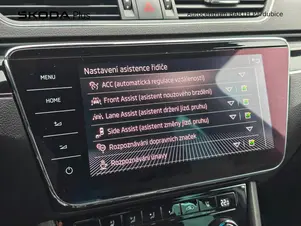 ŠKODA Plus
Autocentrum BARTH Pardubice
MENU
HOME
Nastavení asistence řidiče
ACC (automatická regulace vzdálenosti)
Front Assist (asistent nouzového brzdění)
Lane Assist (asistent držení jízd. pruhu)
Side Assist (asistent změny jízd. pruhu)
Rozpoznávání dopravních značek
Rozpoznávání únavy